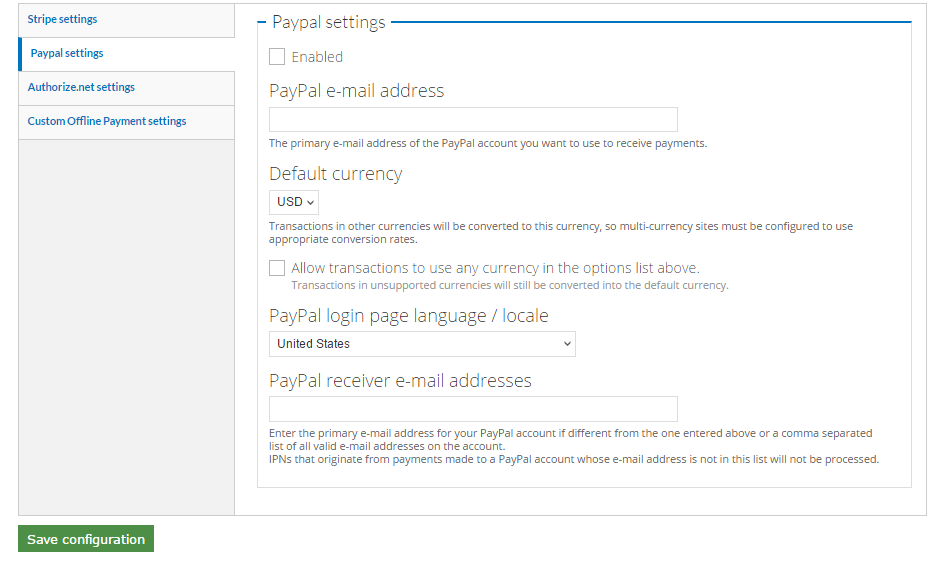 Stripe settings
Paypal settings
Authorize.net settings
Custom Offline Payment settings
Paypal settings
Enabled
PayPal e-mail address
The primary e-mail address of the PayPal account you want to use to receive payments.
Default currency
USD
Transactions in other currencies will be converted to this currency, so multi-currency sites must be configured to use
appropriate conversion rates.
Allow transactions to use any currency in the options list above.
Transactions in unsupported currencies will still be converted into the default currency.
PayPal login page language / locale
United States
PayPal receiver e-mail addresses
Enter the primary e-mail address for your PayPal account if different from the one entered above or a comma separated
list of all valid e-mail addresses on the account.
IPNs that originate from payments made to a PayPal account whose e-mail address is not in this list will not be processed.
Save configuration